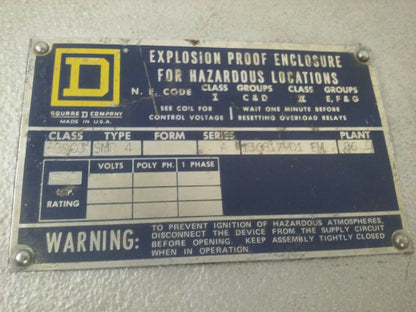 D
SQUARE D COMPANY
MADE IN U.S.A.
EXPLOSION PROOF ENCLOSURE
FOR HAZARDOUS LOCATIONS
N. E. CODE CLASS I GROUPS C & D CLASS II GROUPS E, F & G
SEE COIL FOR CONTROL VOLTAGE
WAIT ONE MINUTE BEFORE RESETTING OVERLOAD RELAYS
CLASS TYPE FORM SERIES PLANT
4 A 86
VOLTS POLY PH. 1 PHASE
RATING
WARNING:
TO PREVENT IGNITION OF HAZARDOUS ATMOSPHERES,
DISCONNECT THE DEVICE FROM THE SUPPLY CIRCUIT
BEFORE OPENING. KEEP ASSEMBLY TIGHTLY CLOSED
WHEN IN OPERATION.